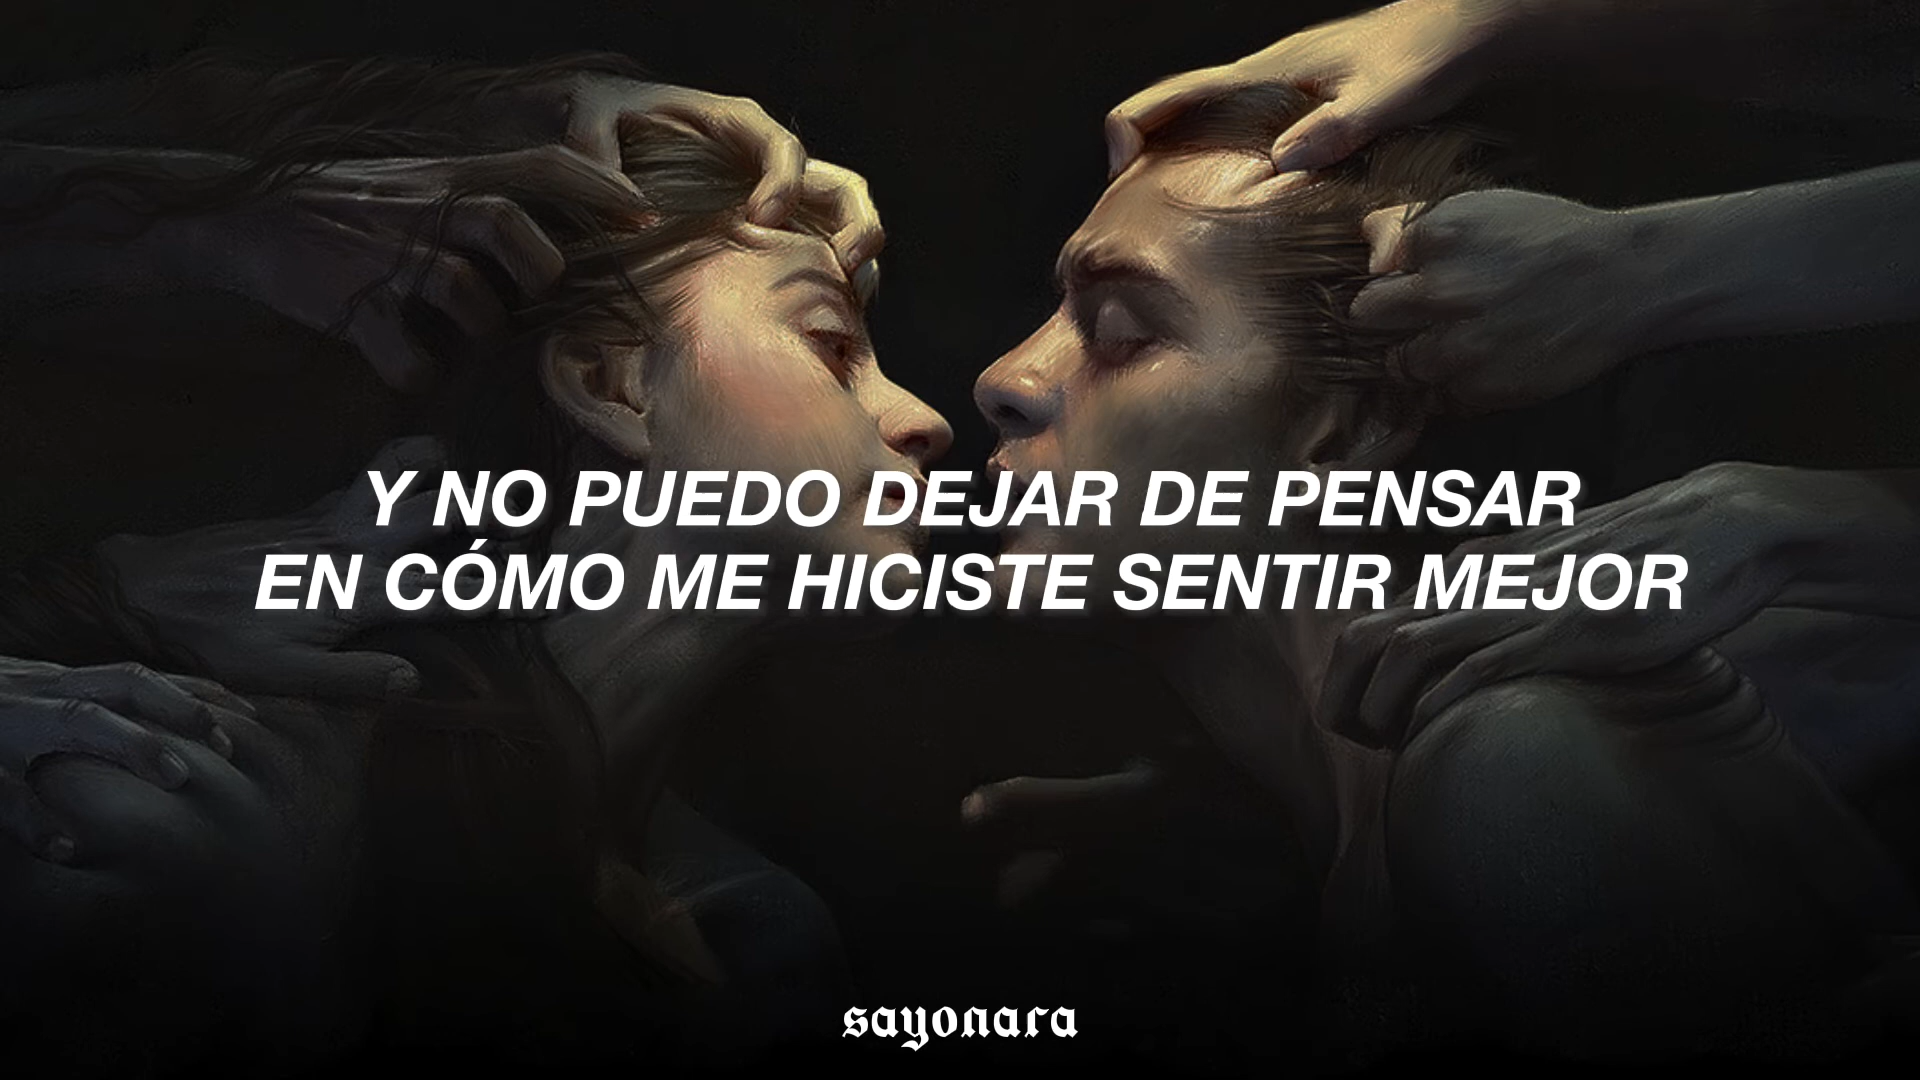 Y NO PUEDO DEJAR DE PENSAR
EN CÓMO ME HICISTE SENTIR MEJOR
sayonara